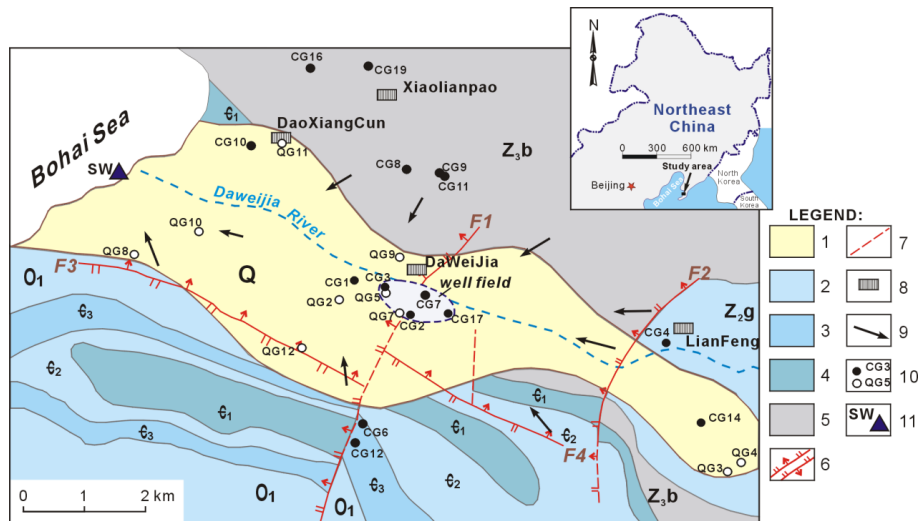 N
Northeast
China
0 300 600 km
Study area
Beijing
Bohai Sea
North
Korea
South
Korea
CG16
CG19
Xiaolianpao
Є1
DaoXiangCun
CG10
QG11
Z3b
CG8
CG9
CG11
Bohai Sea
SW
Daweijia River
QG10
QG8
F1
QG9
DaWeiJia
well field
F3
O1
Q
CG1
CG3
QG5
QG2
CG7
QG7
CG2
CG17
F2
Z2g
CG4
LianFeng
QG12
Є2
Є3
Є1
Є1
Є1
CG6
CG12
Є2
F4
CG14
QG4
QG3
Є3
Є2
O1
O1
Z3b
0 1 2 km
LEGEND:
1
2
3
4
5
6
7
8
9
CG3
QG5
10
SW
11